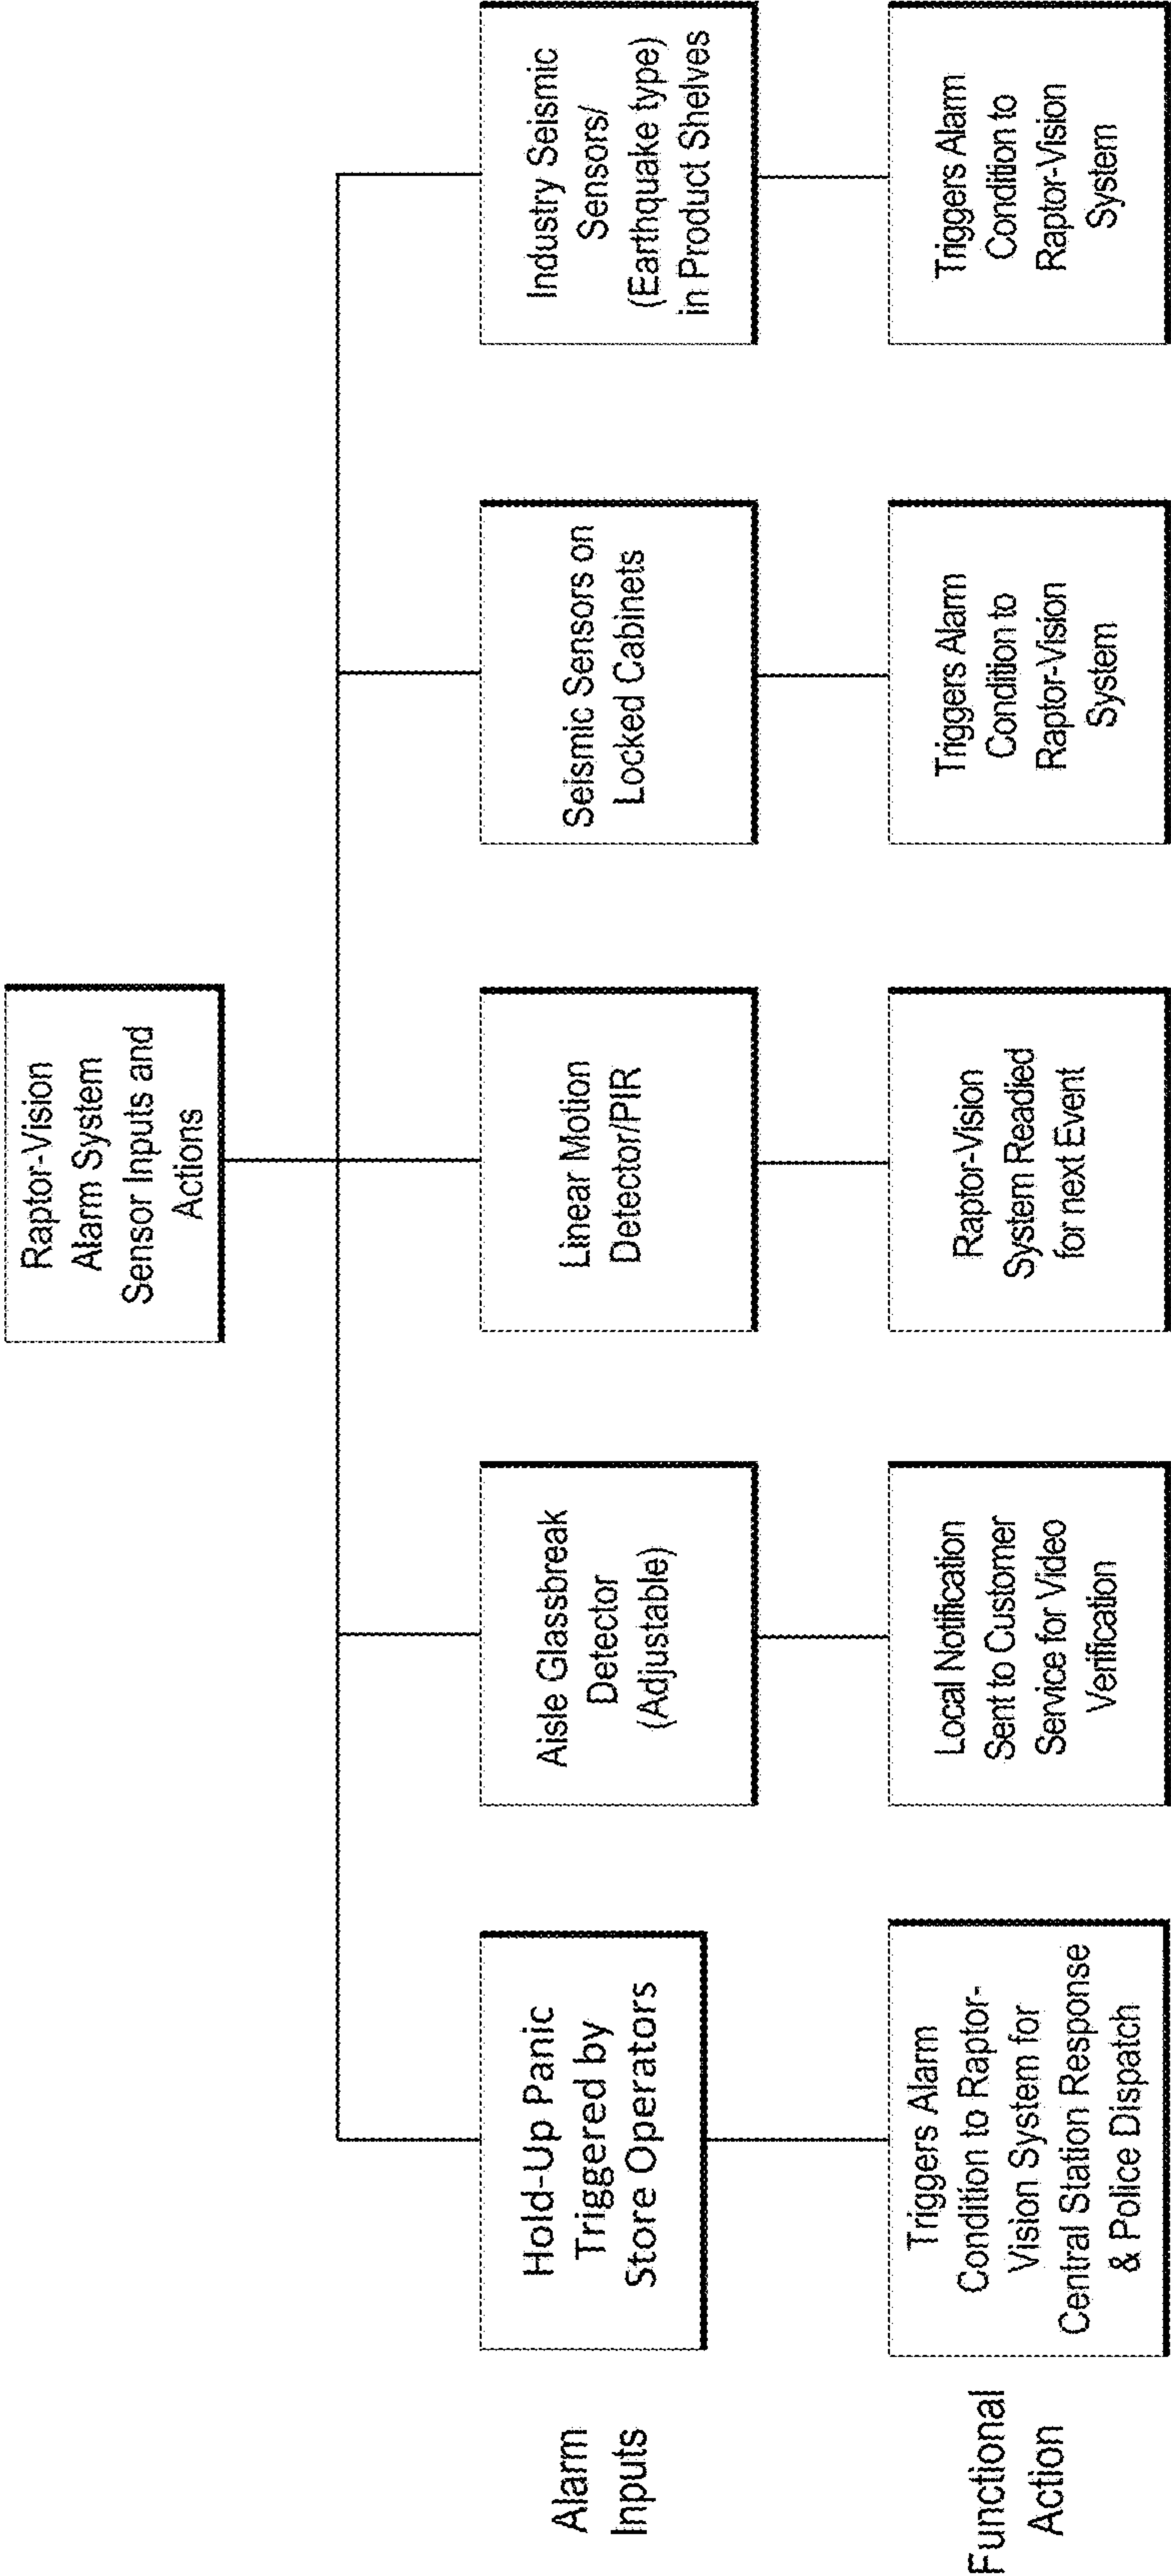 Raptor-Vision
Alarm System
Sensor Inputs and
Actions
Alarm
Inputs
Hold-Up Panic
Triggered by
Store Operators
Aisle Glassbreak
Detector
(Adjustable)
Linear Motion
Detector/PIR
Seismic Sensors on
Locked Cabinets
Industry Seismic
Sensors/
(Earthquake type)
in Product Shelves
Functional
Action
Triggers Alarm
Condition to Raptor-
Vision System for
Central Station Response
& Police Dispatch
Local Notification
Sent to Customer
Service for Video
Verification
Raptor-Vision
System Readied
for next Event
Triggers Alarm
Condition to
Raptor-Vision
System
Triggers Alarm
Condition to
Raptor-Vision
System